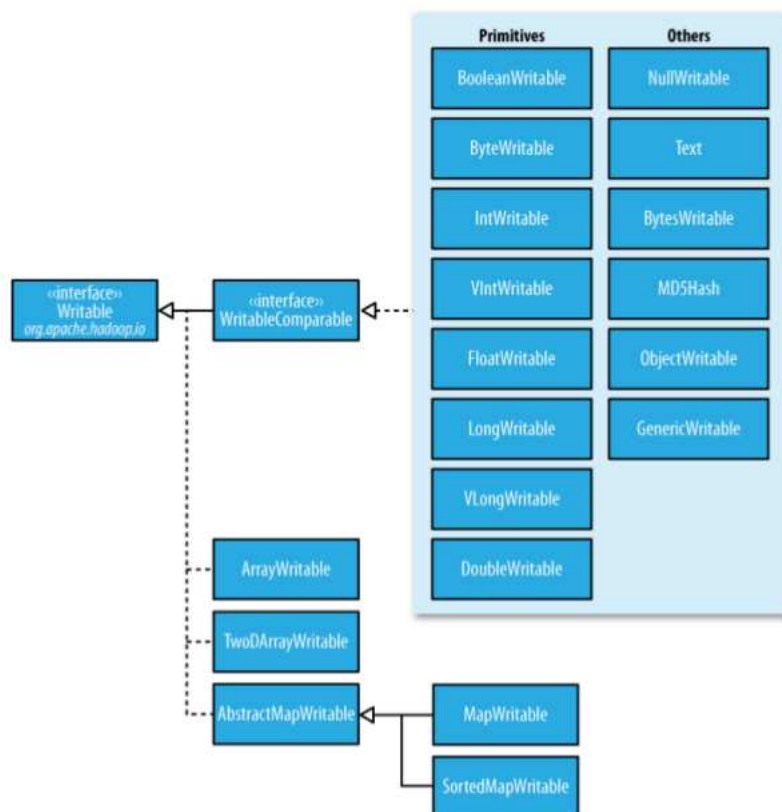 Primitives
Others
BooleanWritable
NullWritable
ByteWritable
Text
IntWritable
BytesWritable
«interface»
Writable
org.apache.hadoop.io
«interface»
WritableComparable
VIntWritable
MD5Hash
FloatWritable
ObjectWritable
LongWritable
GenericWritable
VLongWritable
DoubleWritable
ArrayWritable
TwoDArrayWritable
AbstractMapWritable
MapWritable
SortedMapWritable